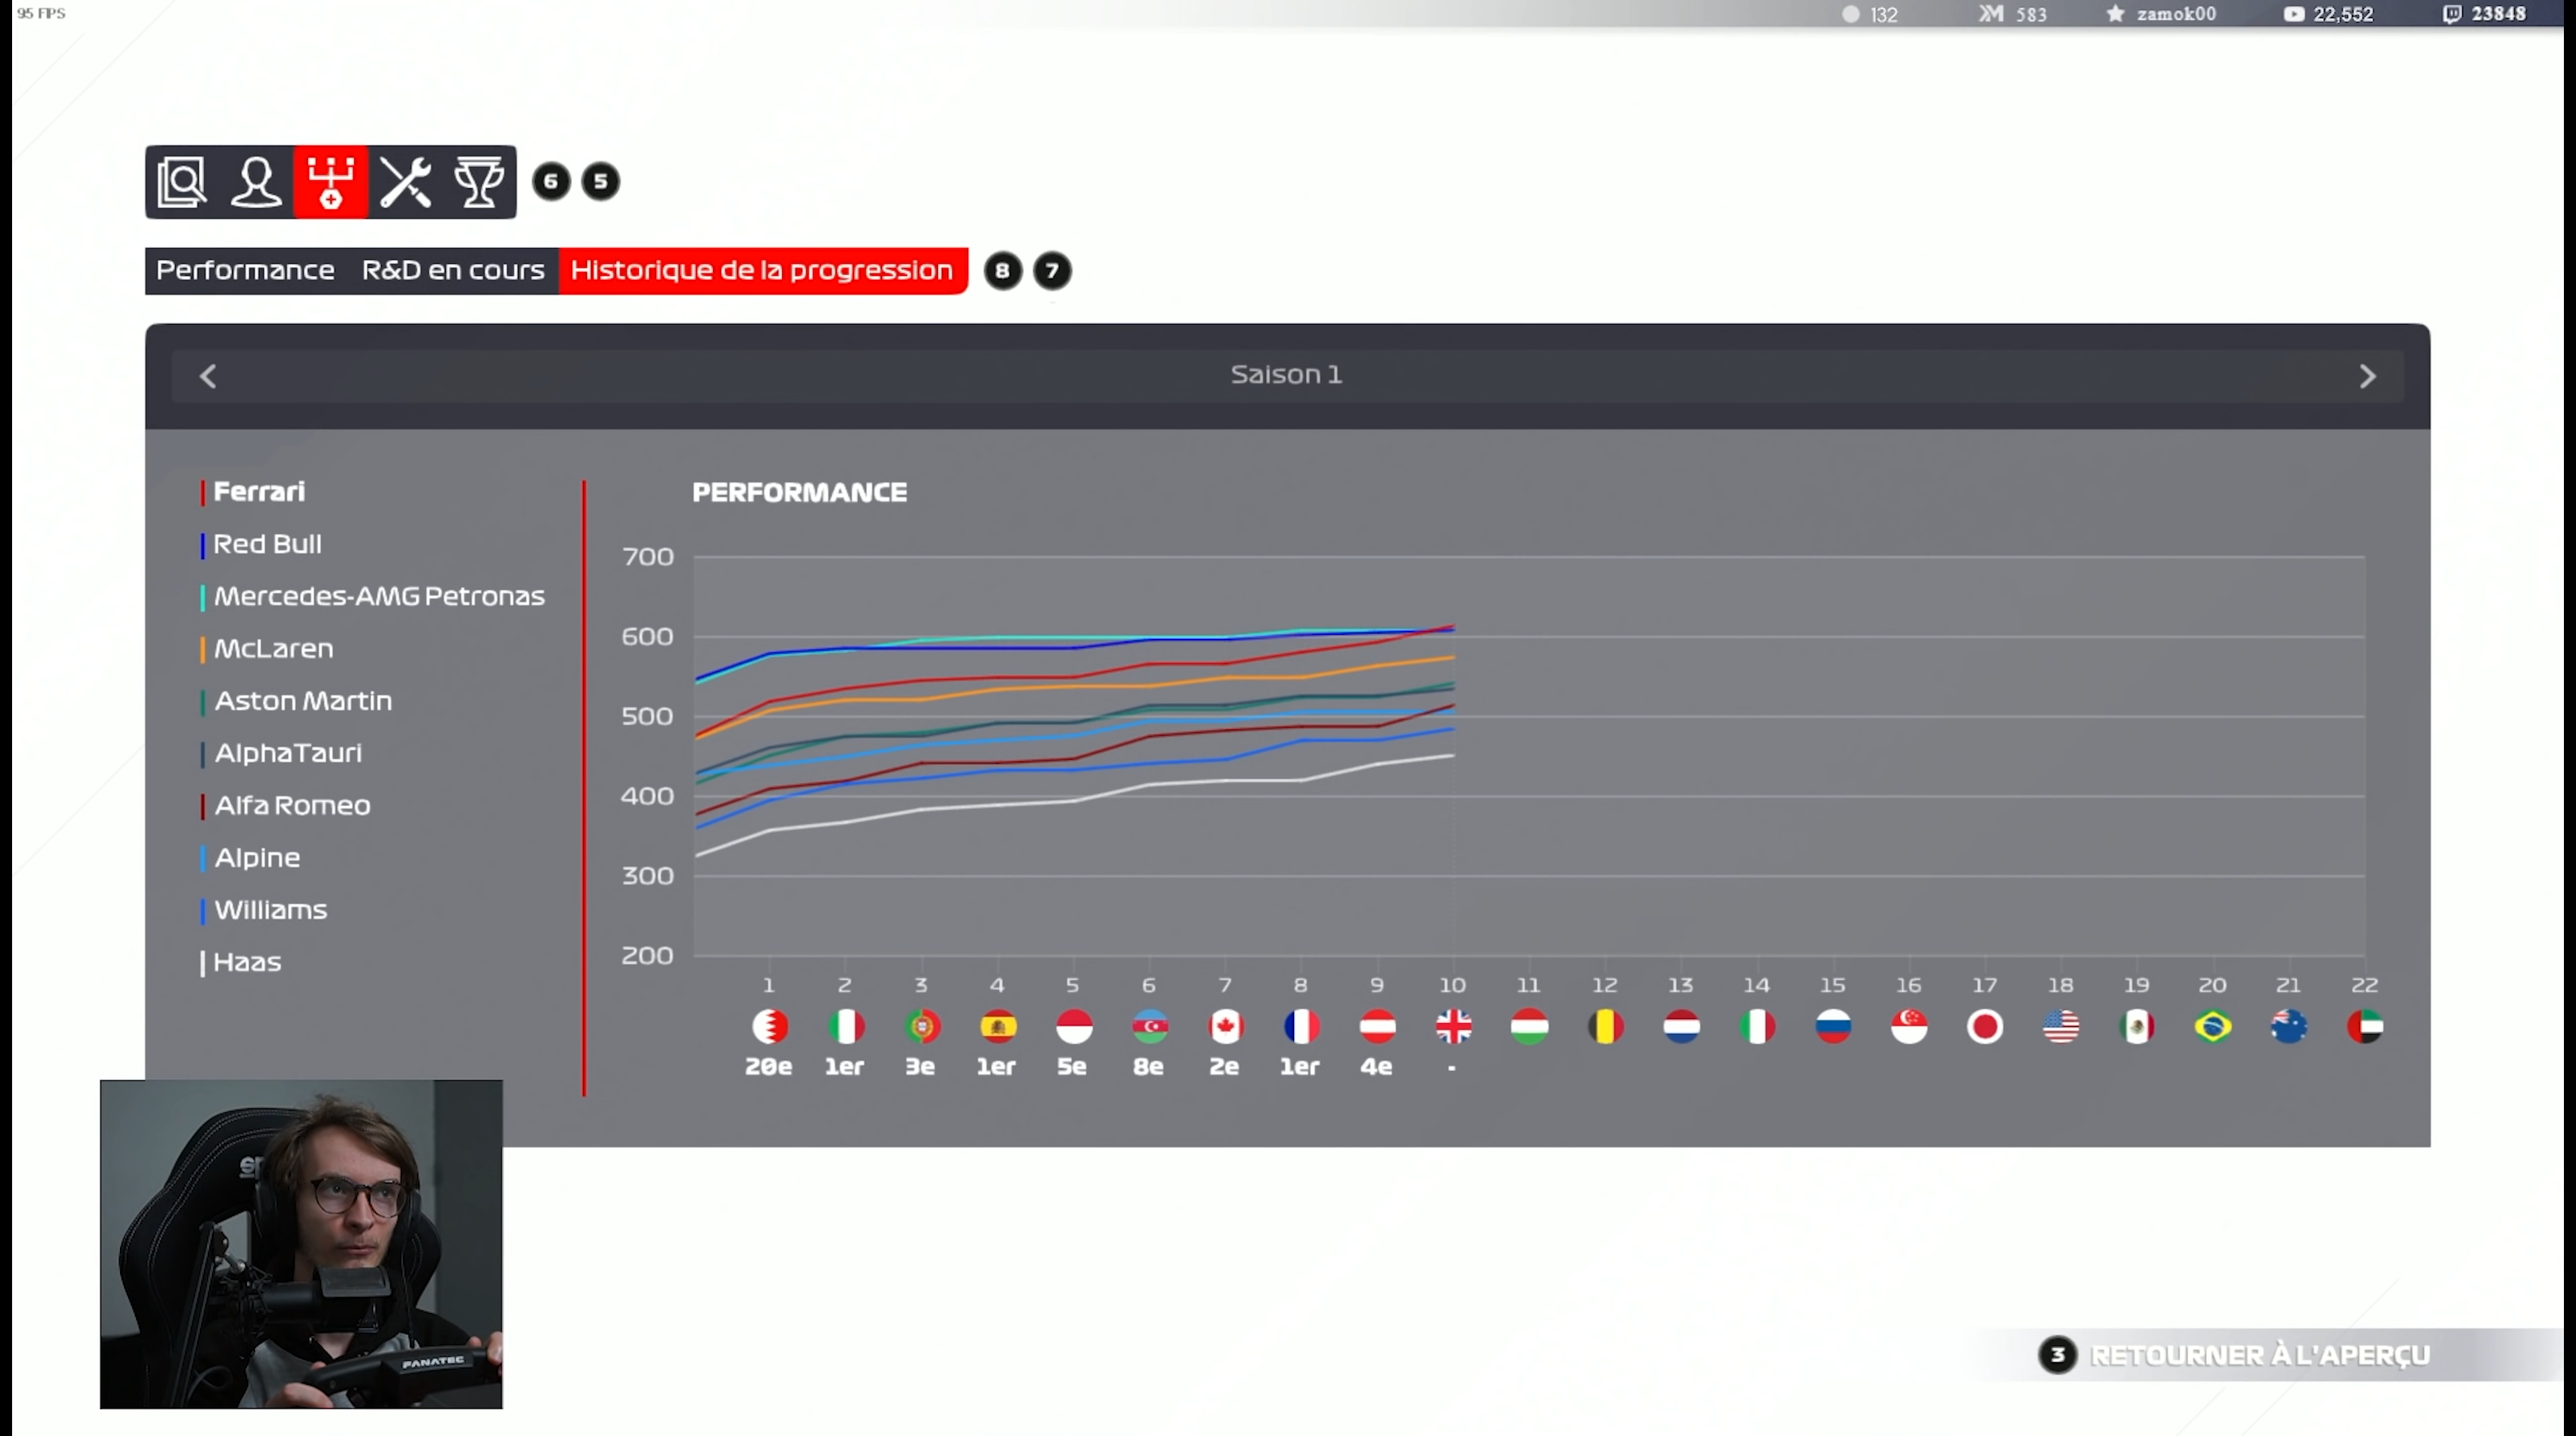 95 FPS
132 583 zamok00 22,552 23848
6 5
Performance R&D en cours Historique de la progression 8 7
Saison 1
Ferrari
Red Bull
Mercedes-AMG Petronas
McLaren
Aston Martin
AlphaTauri
Alfa Romeo
Alpine
Williams
Haas
PERFORMANCE
700
600
500
400
300
200
1 2 3 4 5 6 7 8 9 10 11 12 13 14 15 16 17 18 19 20 21 22
20e 1er 3e 1er 5e 8e 2e 1er 4e -
FANATEC
3 RETOURNER À L'APERÇU